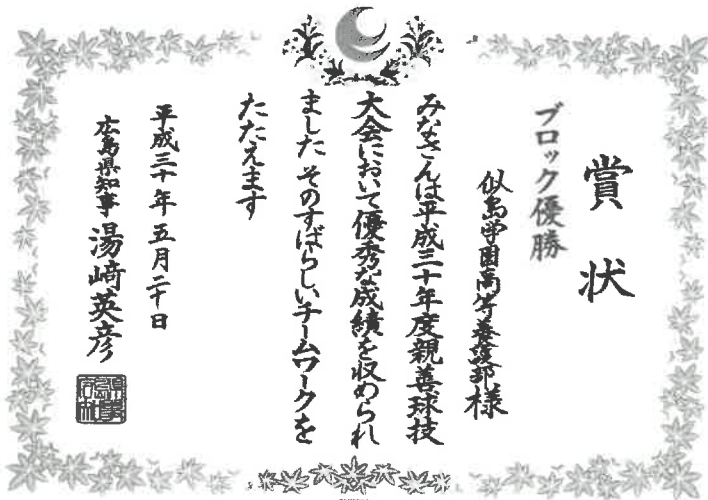 賞状
ブロック優勝
似島学園高等養護部様
みなさんは平成三十年度親善球技
大会において優秀な成績を収められ
ました そのすばらしいチームワークを
たたえます
平成三十年五月二十日
広島県知事 湯﨑英彦